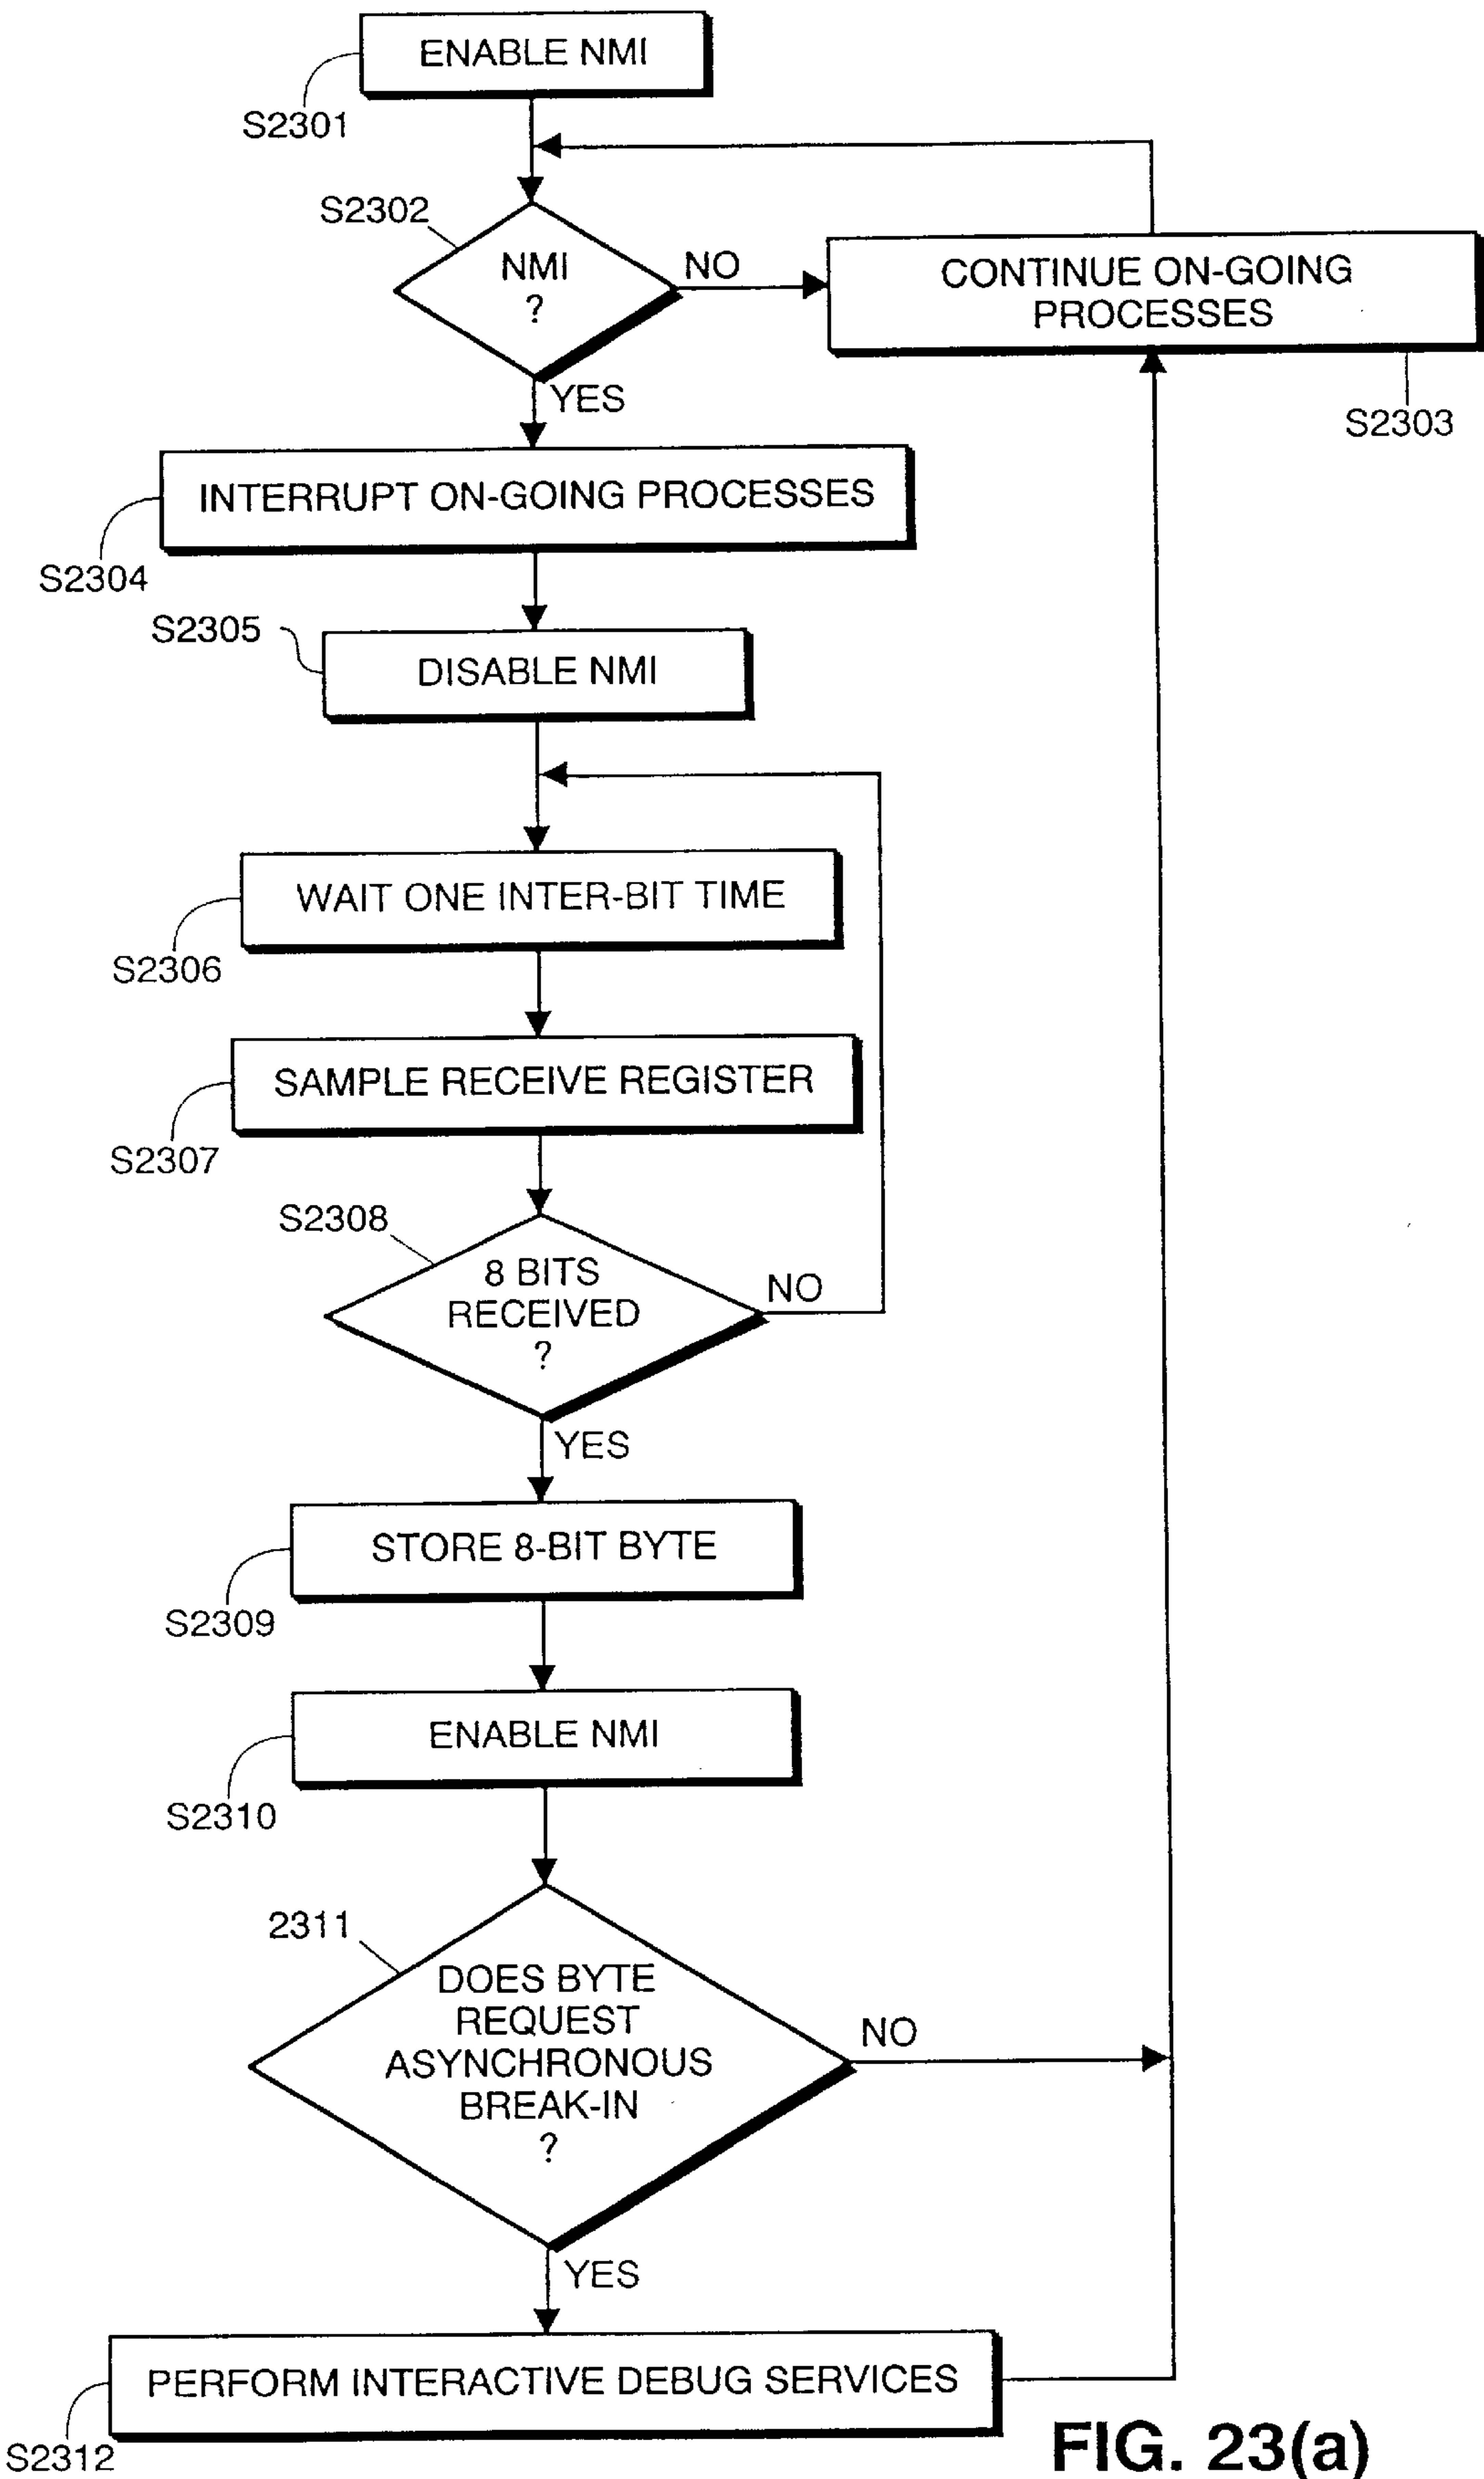 ENABLE NMI
S2301
S2302
NMI
?
NO
CONTINUE ON-GOING
PROCESSES
S2303
YES
INTERRUPT ON-GOING PROCESSES
S2304
S2305
DISABLE NMI
WAIT ONE INTER-BIT TIME
S2306
SAMPLE RECEIVE REGISTER
S2307
S2308
8 BITS
RECEIVED
?
NO
YES
STORE 8-BIT BYTE
S2309
ENABLE NMI
S2310
2311
DOES BYTE
REQUEST
ASYNCHRONOUS
BREAK-IN
?
NO
YES
PERFORM INTERACTIVE DEBUG SERVICES
S2312
FIG. 23(a)